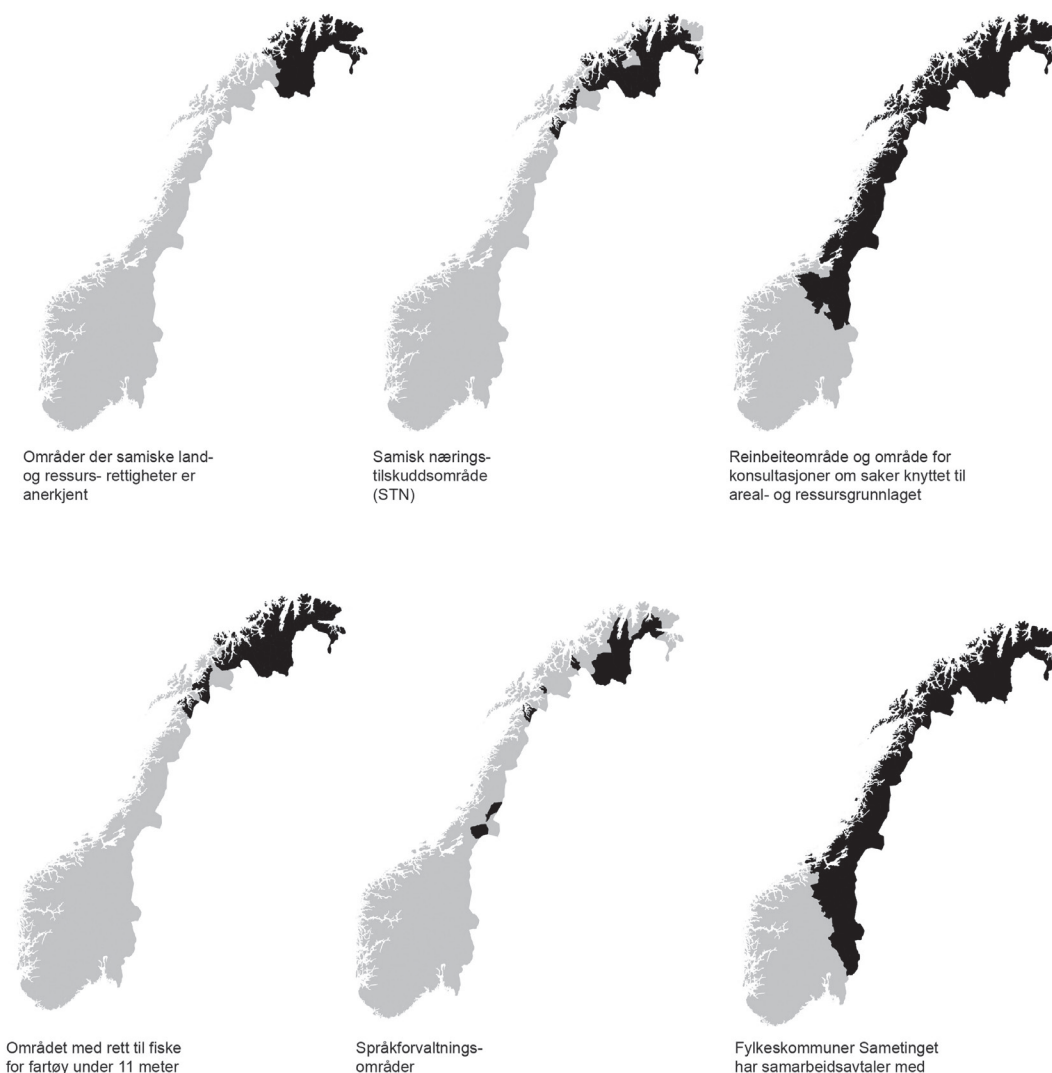 Områder der samiske land-
og ressurs- rettigheter er
anerkjent
Samisk nærings-
tilskuddsområde
(STN)
Reinbeiteområde og område for
konsultasjoner om saker knyttet til
areal- og ressursgrunnlaget
Området med rett til fiske
for fartøy under 11 meter
Språkforvaltnings-
områder
Fylkeskommuner Sametinget
har samarbeidsavtaler med